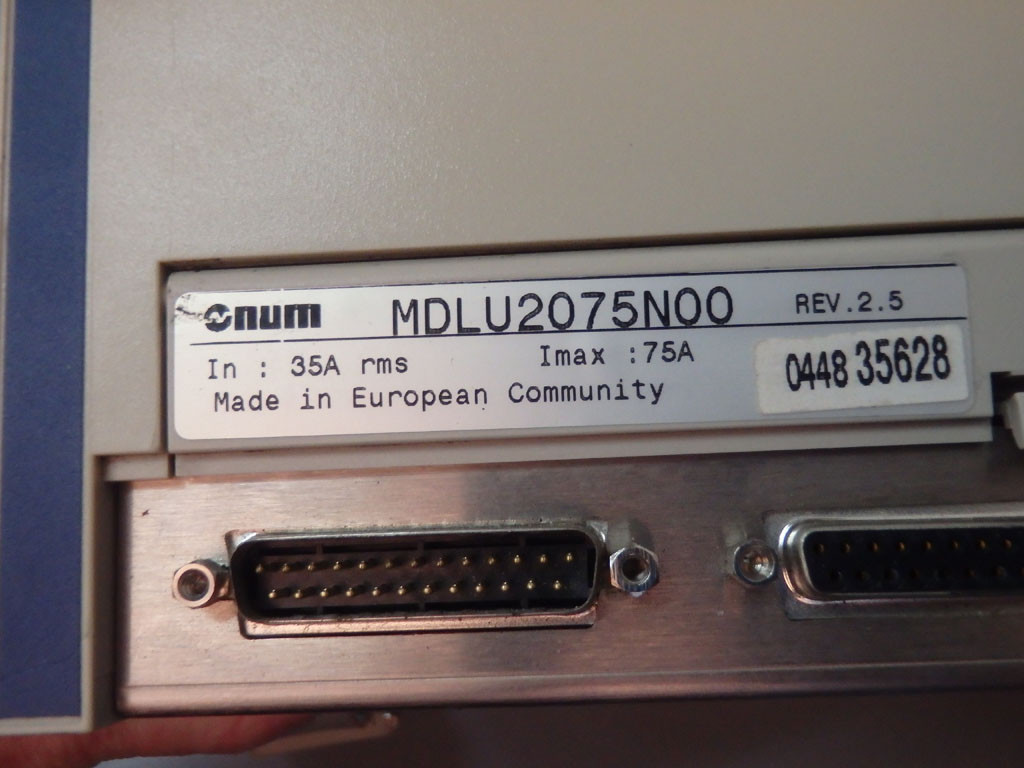 num MDLU2075N00 REV.2.5
In : 35A rms Imax :75A
Made in European Community
0448 35628